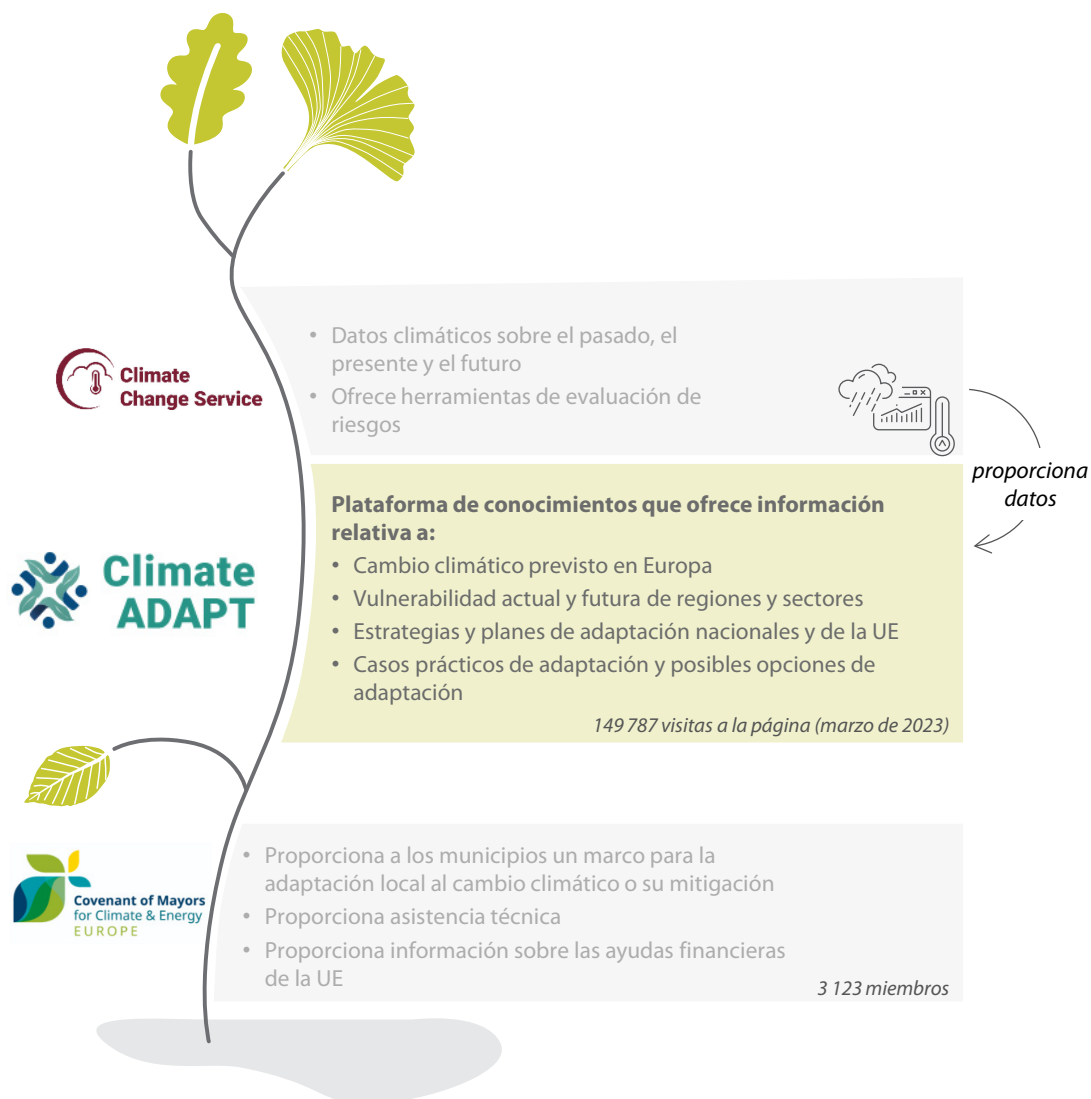 Climate
Change Service
• Datos climáticos sobre el pasado, el
presente y el futuro
• Ofrece herramientas de evaluación de
riesgos
proporciona
datos
Climate
ADAPT
Plataforma de conocimientos que ofrece información
relativa a:
• Cambio climático previsto en Europa
• Vulnerabilidad actual y futura de regiones y sectores
• Estrategias y planes de adaptación nacionales y de la UE
• Casos prácticos de adaptación y posibles opciones de
adaptación
149 787 visitas a la página (marzo de 2023)
Covenant of Mayors
for Climate & Energy
EUROPE
• Proporciona a los municipios un marco para la
adaptación local al cambio climático o su mitigación
• Proporciona asistencia técnica
• Proporciona información sobre las ayudas financieras
de la UE
3 123 miembros